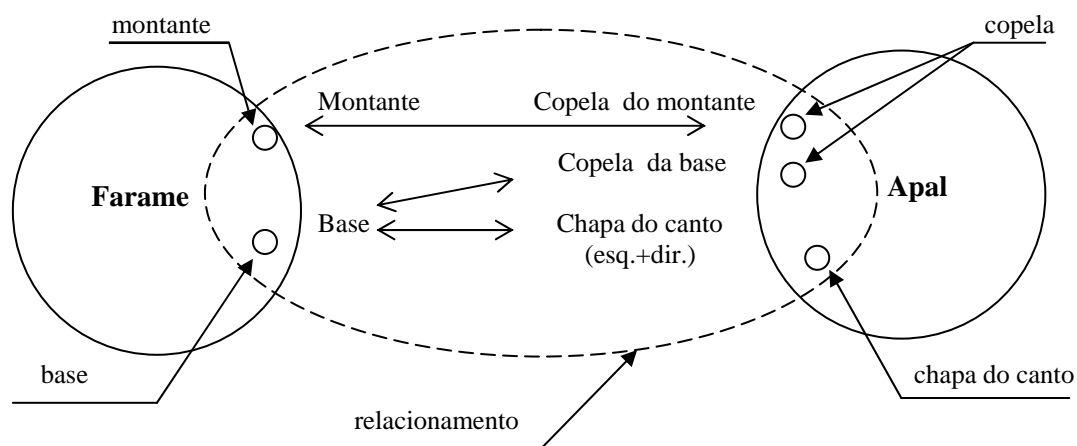 montante
copela
Montante
Copela do montante
Copela da base
Farame
Apal
Base
Chapa do canto
(esq.+dir.)
base
chapa do canto
relacionamento